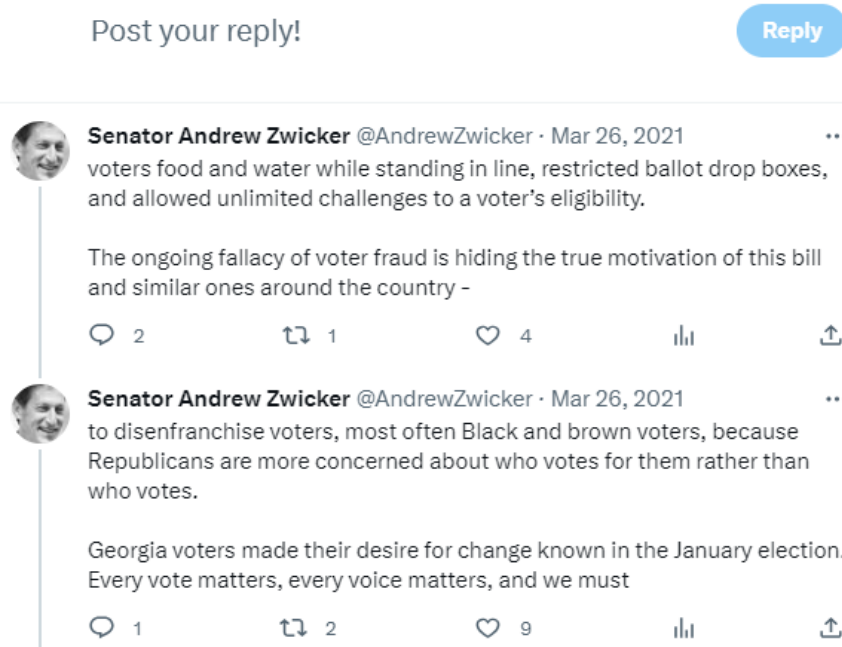 Post your reply!
Reply
Senator Andrew Zwicker @AndrewZwicker · Mar 26, 2021
voters food and water while standing in line, restricted ballot drop boxes,
and allowed unlimited challenges to a voter’s eligibility.
The ongoing fallacy of voter fraud is hiding the true motivation of this bill
and similar ones around the country -
2 1 4
Senator Andrew Zwicker @AndrewZwicker · Mar 26, 2021
to disenfranchise voters, most often Black and brown voters, because
Republicans are more concerned about who votes for them rather than
who votes.
Georgia voters made their desire for change known in the January election.
Every vote matters, every voice matters, and we must
1 2 9